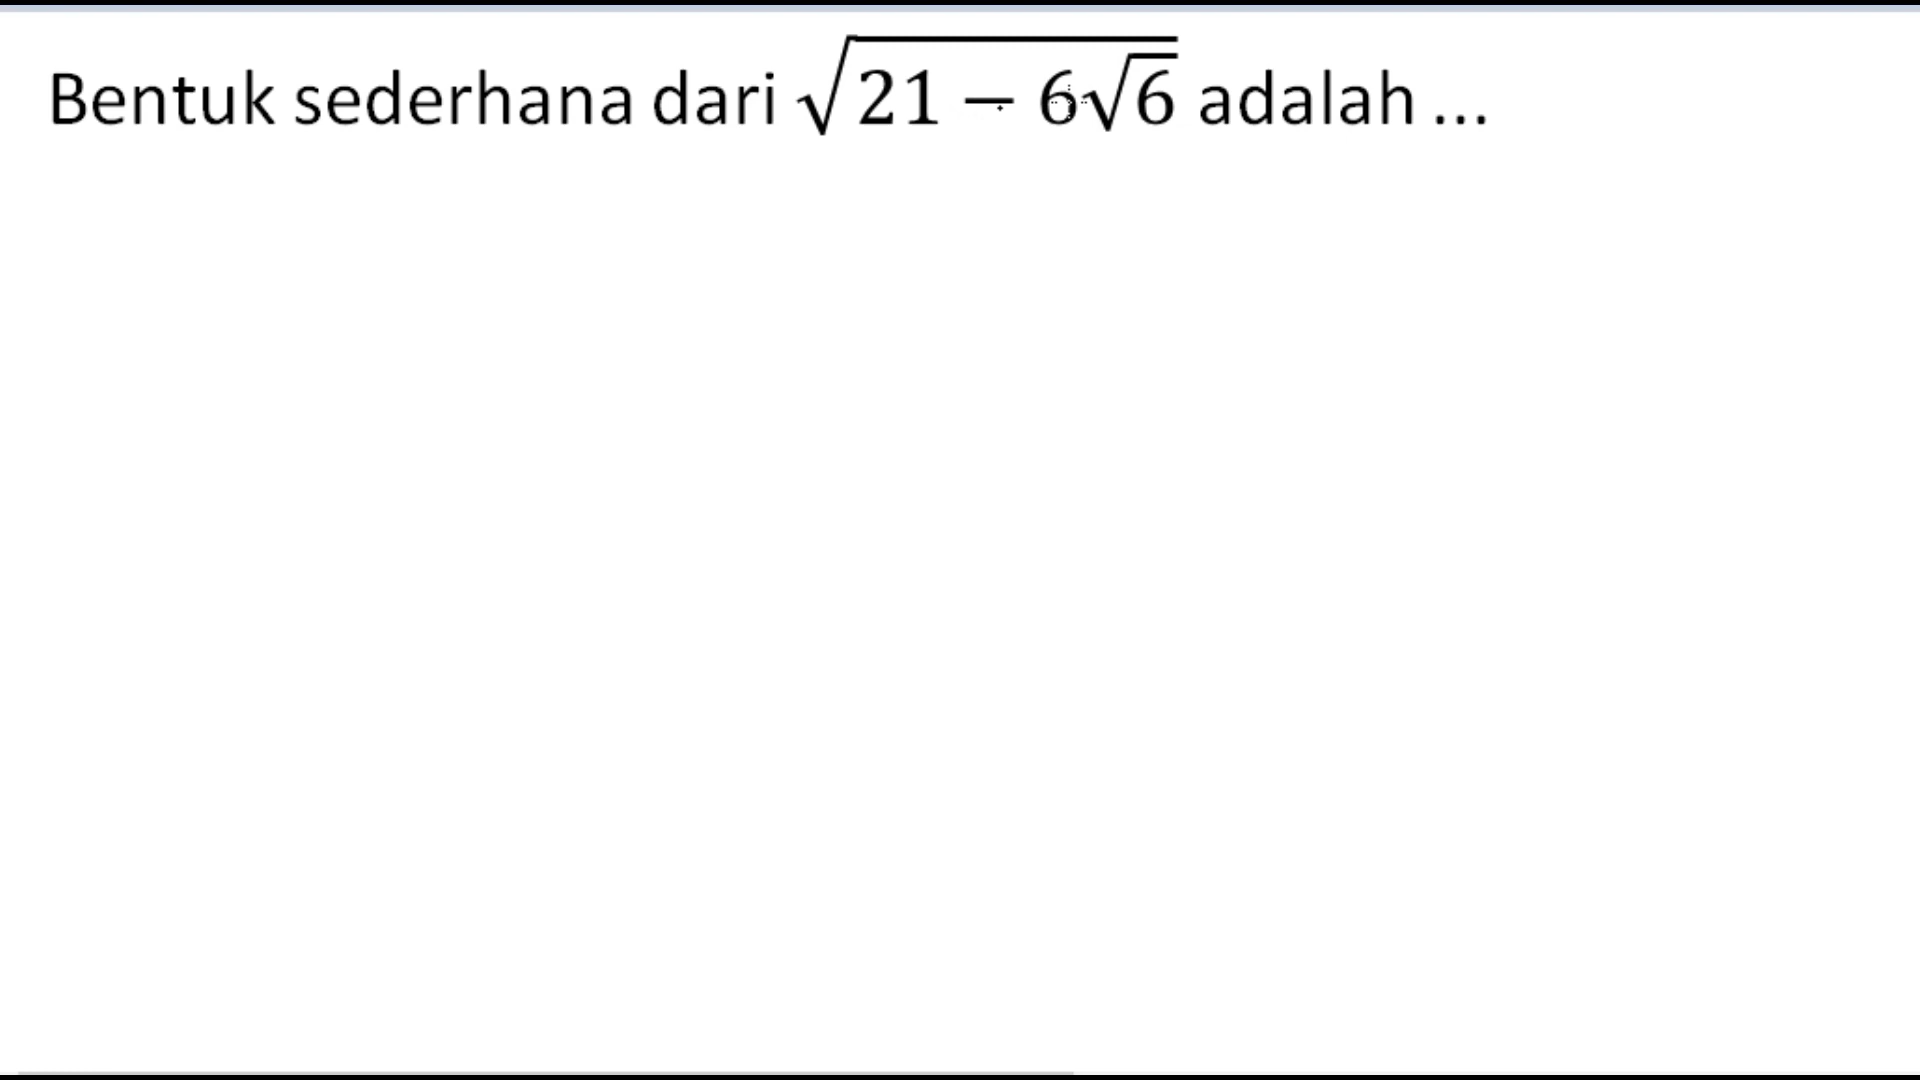 Bentuk sederhana dari √(21 − 6√6) adalah ...